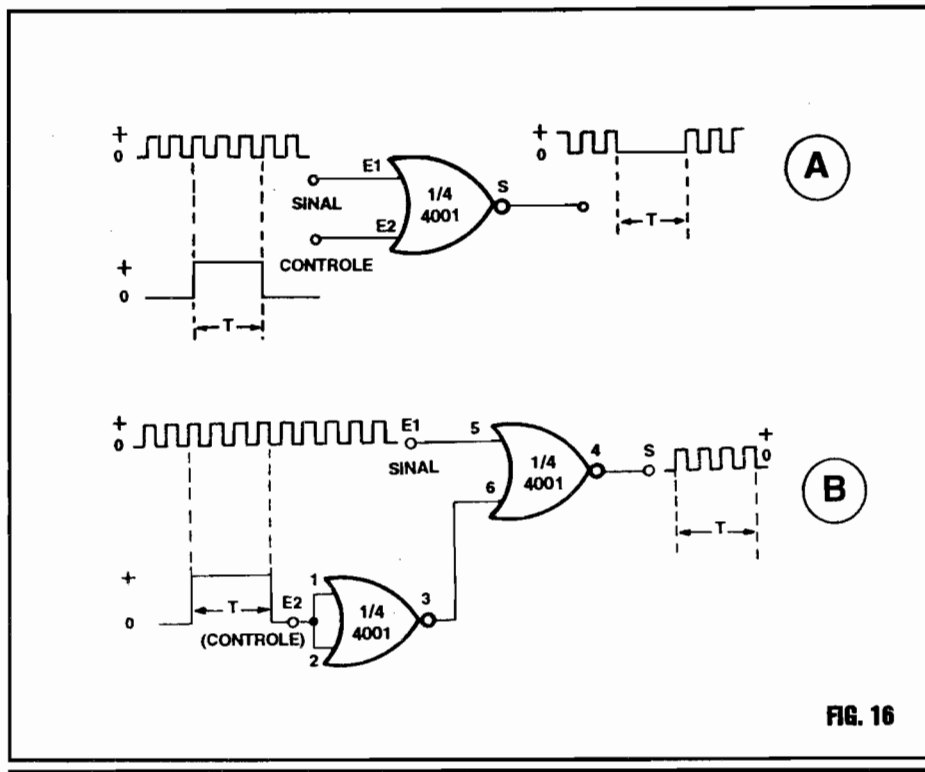 +
0
E1
SINAL
E2
CONTROLE
1/4
4001
S
+
0
T
A
+
0
T
+
0
E1
SINAL
5
6
1/4
4001
4
S
+
0
T
B
+
0
T
E2
(CONTROLE)
1
2
1/4
4001
3
FIG. 16